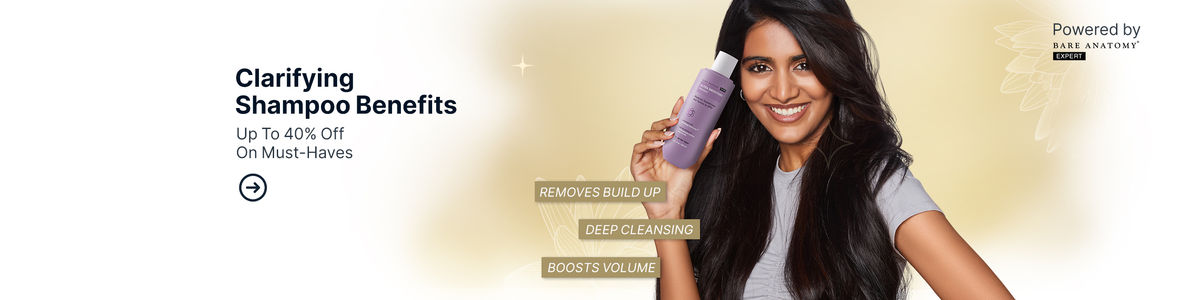 Clarifying
Shampoo Benefits
Up To 40% Off
On Must-Haves
REMOVES BUILD UP
DEEP CLEANSING
BOOSTS VOLUME
Powered by
BARE ANATOMY
EXPERT